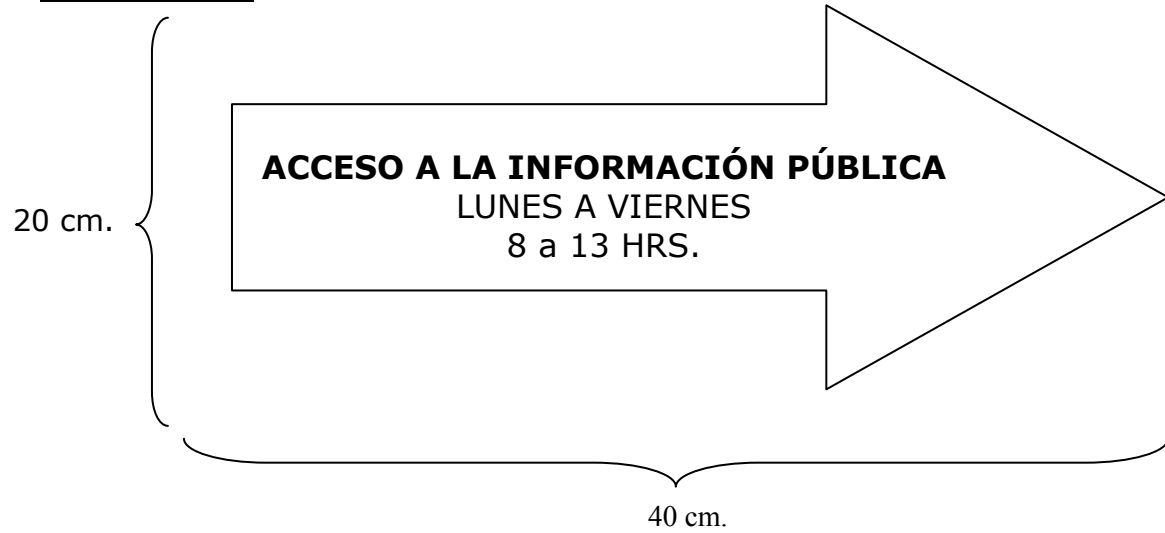 ACCESO A LA INFORMACIÓN PÚBLICA
LUNES A VIERNES
8 a 13 HRS.
20 cm.
40 cm.